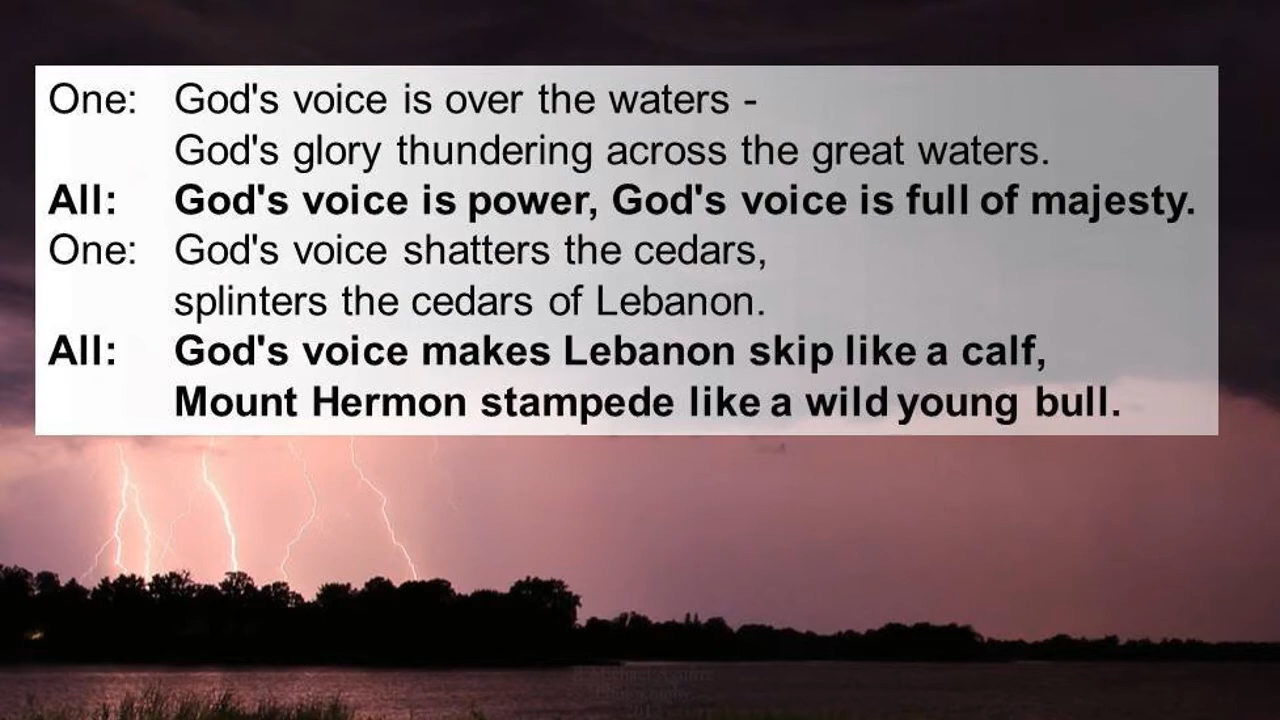 One: God's voice is over the waters -
God's glory thundering across the great waters.
All: God's voice is power, God's voice is full of majesty.
One: God's voice shatters the cedars,
splinters the cedars of Lebanon.
All: God's voice makes Lebanon skip like a calf,
Mount Hermon stampede like a wild young bull.